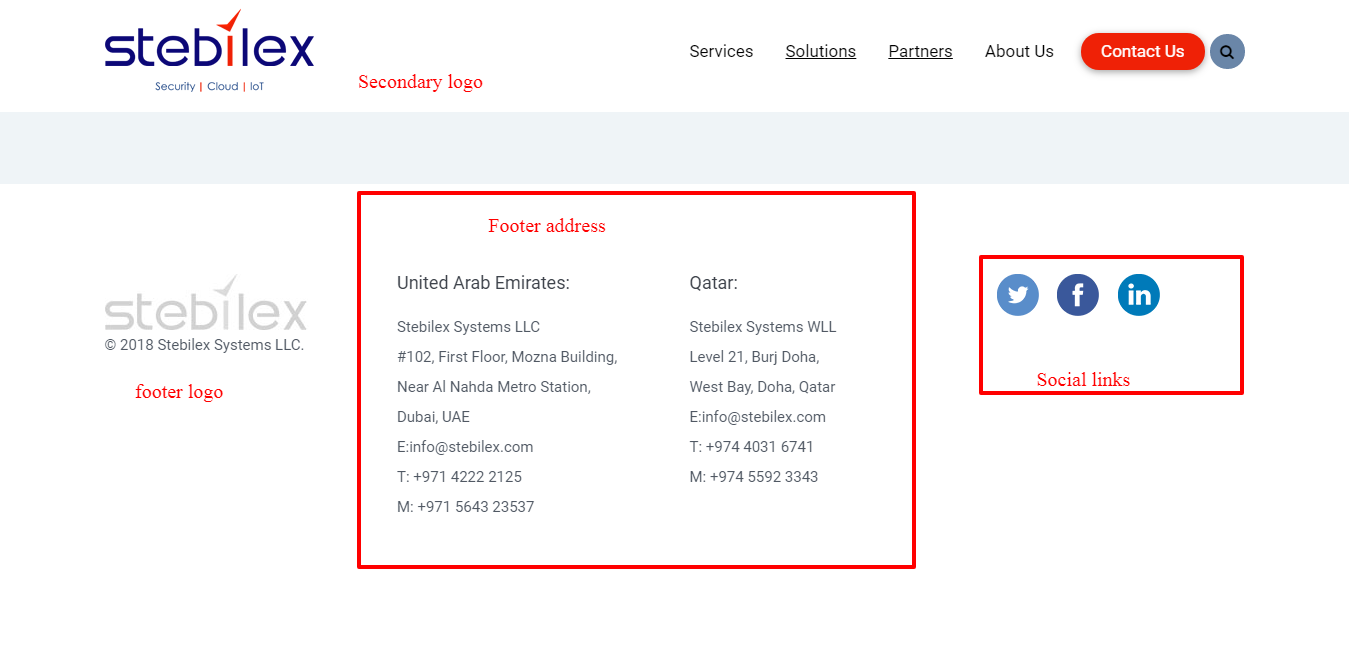 stebilex
Security | Cloud | IoT
Secondary logo
Services
Solutions
Partners
About Us
Contact Us
Footer address
United Arab Emirates:
Stebilex Systems LLC
#102, First Floor, Mozna Building,
Near Al Nahda Metro Station,
Dubai, UAE
E:info@stebilex.com
T: +971 4222 2125
M: +971 5643 23537
Qatar:
Stebilex Systems WLL
Level 21, Burj Doha,
West Bay, Doha, Qatar
E:info@stebilex.com
T: +974 4031 6741
M: +974 5592 3343
stebilex
© 2018 Stebilex Systems LLC.
footer logo
f
in
Social links